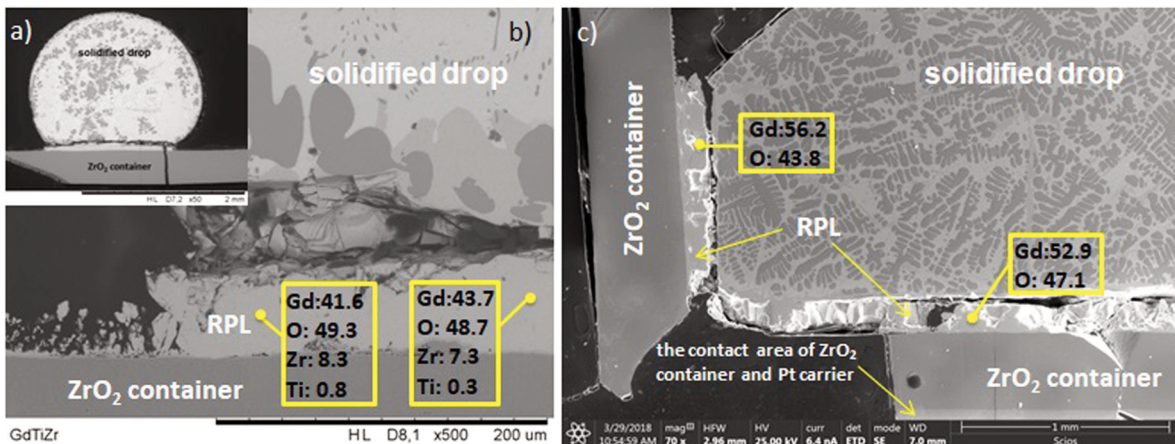 a)
solidified drop
ZrO₂ container
HL D7,2 x50 2 mm
b)
solidified drop
RPL
Gd:41.6
O: 49.3
Zr: 8.3
Ti: 0.8
Gd:43.7
O: 48.7
Zr: 7.3
Ti: 0.3
ZrO₂ container
GdTiZr
HL D8,1 x500 200 um
c)
solidified drop
ZrO₂ container
Gd:56.2
O: 43.8
RPL
Gd:52.9
O: 47.1
the contact area of ZrO₂
container and Pt carrier
ZrO₂ container
3/29/2018 mag HFW HV curr det mode WD 1 mm
10:54:59 AM 70 x 2.96 mm 25.00 kV 6.4 nA ETD SE 7.0 mm Scios